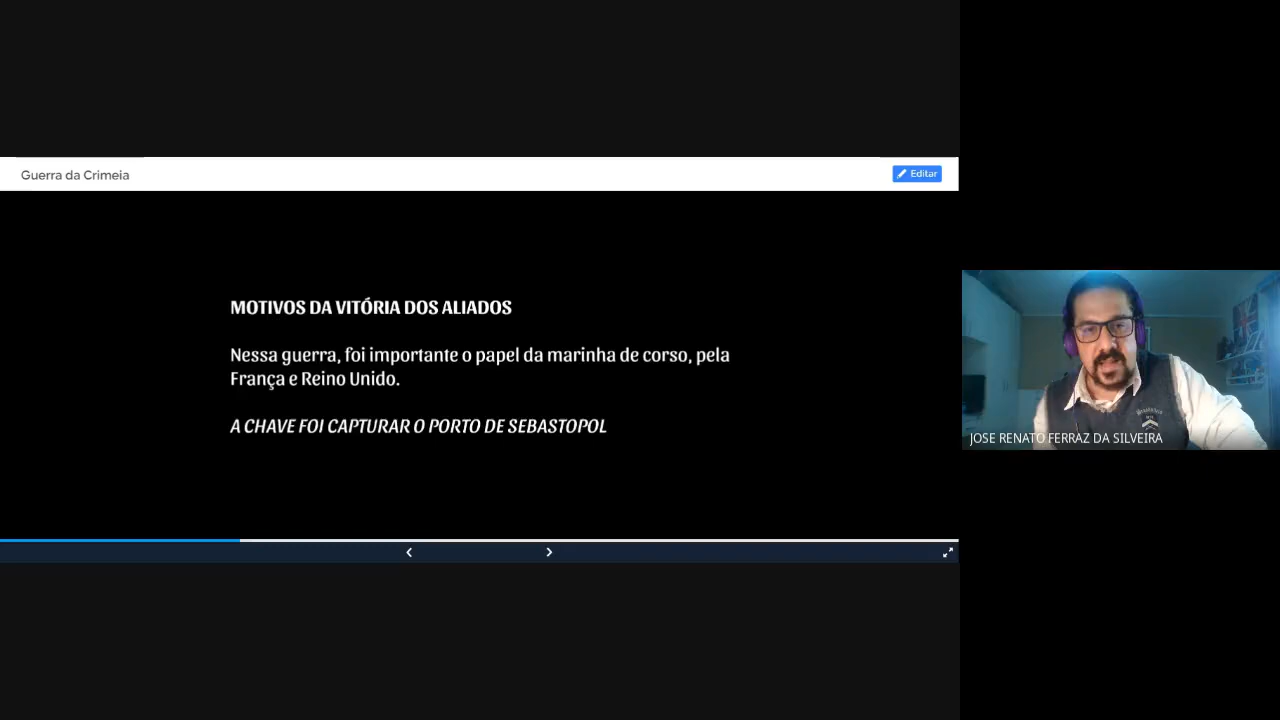 Guerra da Crimeia
Editar
MOTIVOS DA VITÓRIA DOS ALIADOS
Nessa guerra, foi importante o papel da marinha de corso, pela
França e Reino Unido.
A CHAVE FOI CAPTURAR O PORTO DE SEBASTOPOL
JOSE RENATO FERRAZ DA SILVEIRA